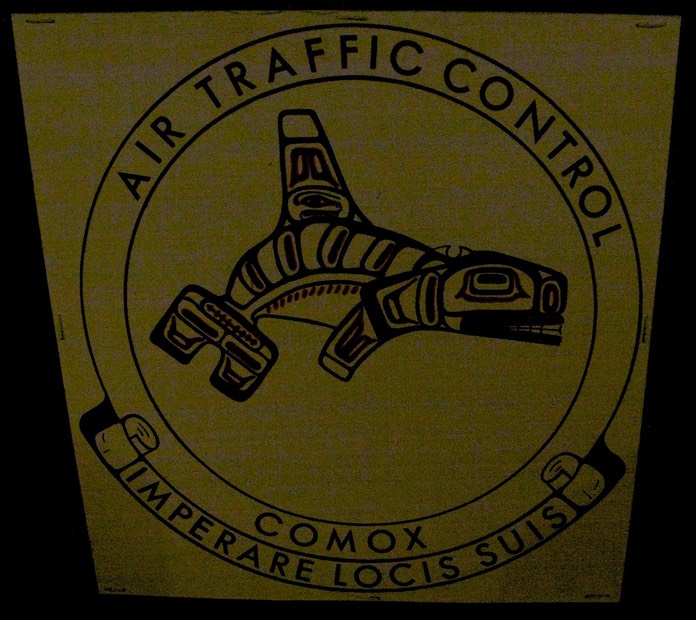 AIR TRAFFIC CONTROL
COMOX
IMPERARE LOCIS SUIS